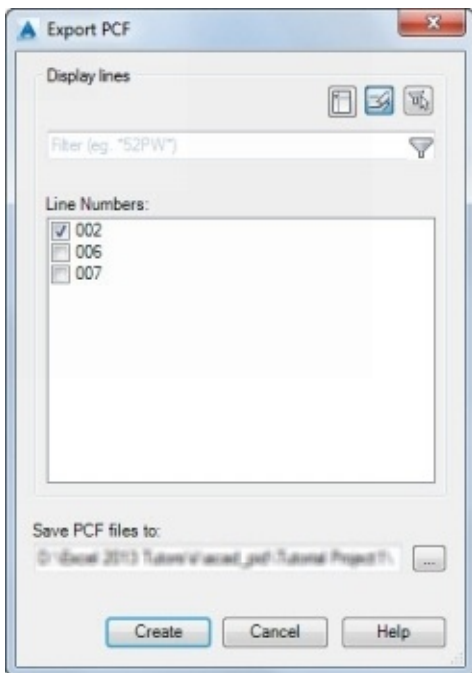 Export PCF
Display lines
Filter (eg. *52PW*)
Line Numbers:
002
006
007
Save PCF files to:
...
Create
Cancel
Help